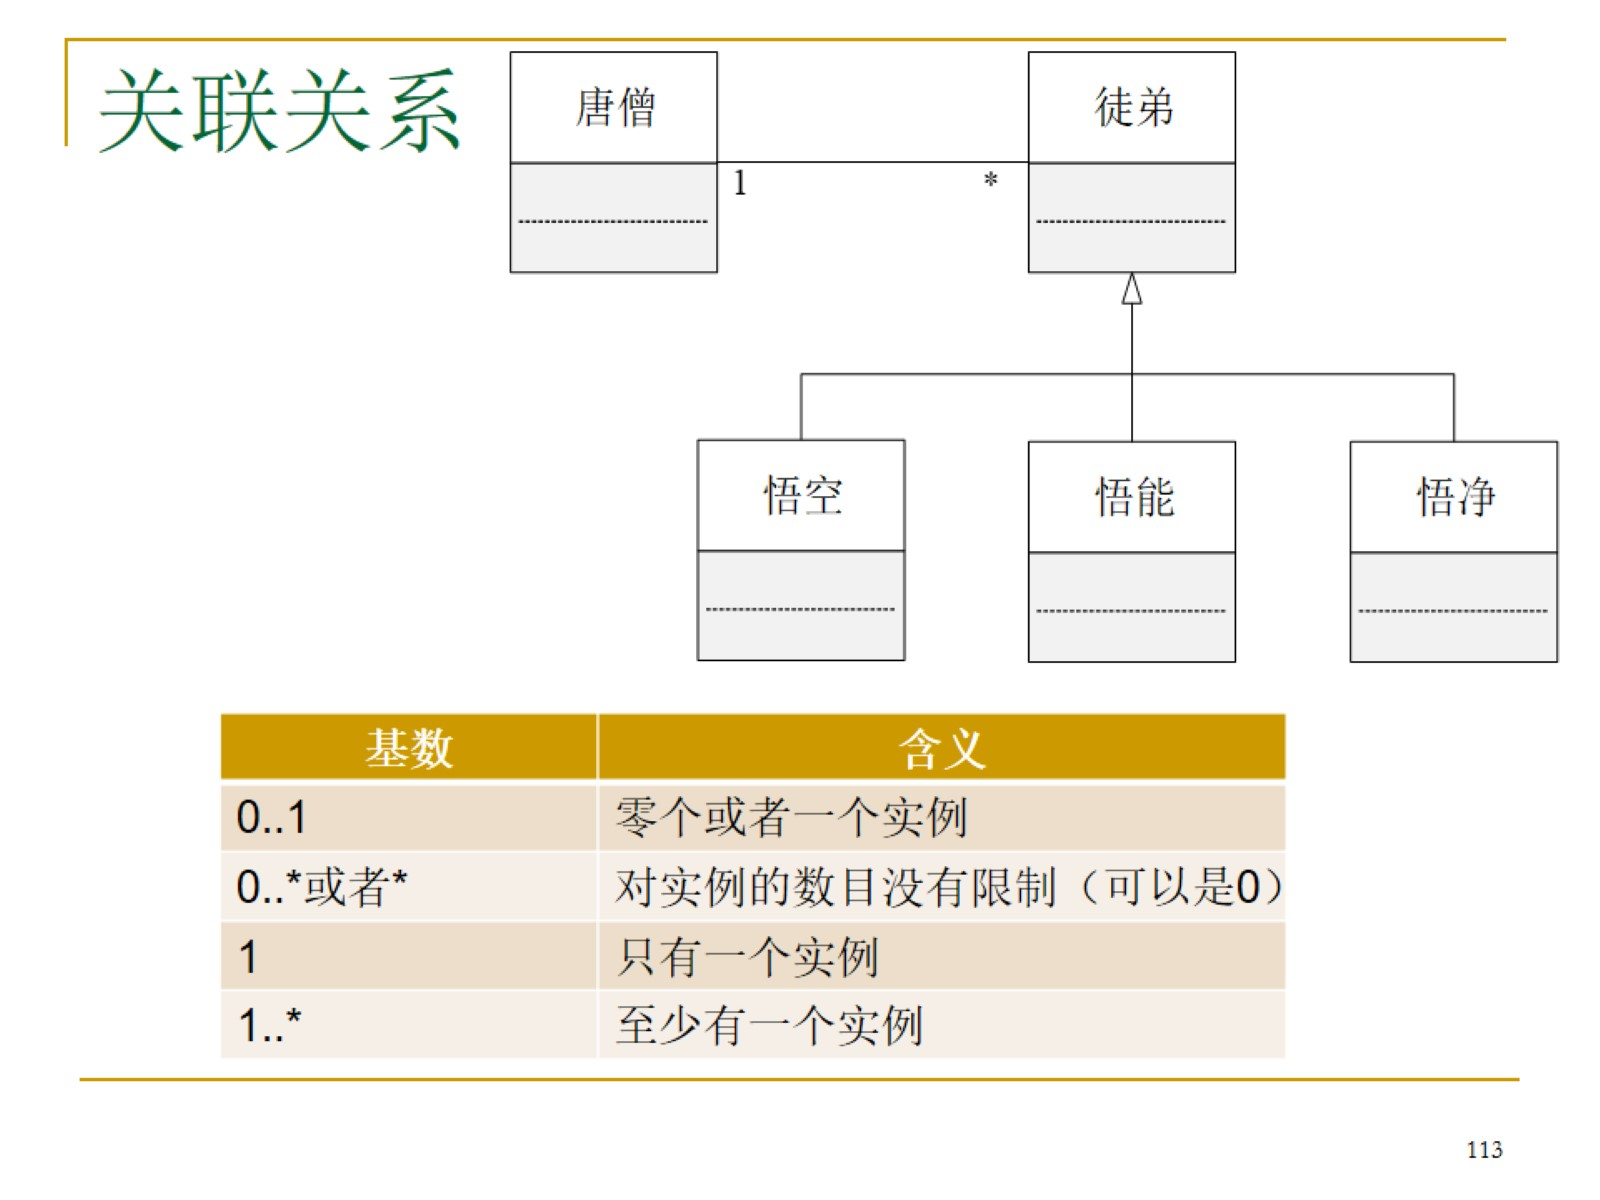 关联关系
唐僧
徒弟
1
*
悟空
悟能
悟净
基数 含义
0..1 零个或者一个实例
0..*或者* 对实例的数目没有限制（可以是0）
1 只有一个实例
1..* 至少有一个实例
113